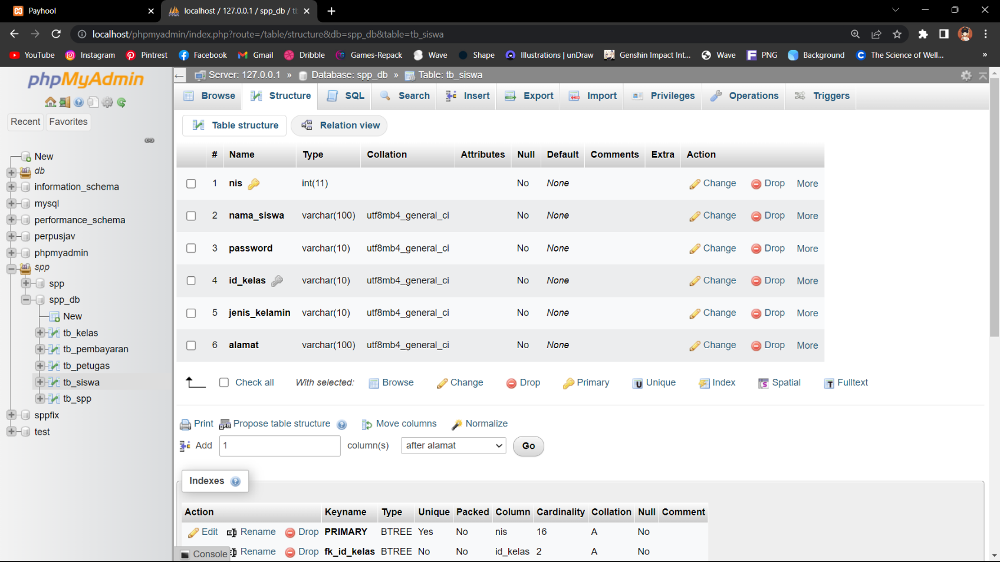 Payhool
localhost / 127.0.0.1 / spp_db / tb
localhost/phpmyadmin/index.php?route=/table/structure&db=spp_db&table=tb_siswa
YouTube Instagram Pinterest Facebook Gmail Dribble Games-Repack Wave Shape Illustrations | unDraw Genshin Impact Int... Wave PNG Background The Science of Well... »
phpMyAdmin
Recent Favorites
New
db
information_schema
mysql
performance_schema
perpusjav
phpmyadmin
spp
spp
spp_db
New
tb_kelas
tb_pembayaran
tb_petugas
tb_siswa
tb_spp
sppfix
test
Server: 127.0.0.1 » Database: spp_db » Table: tb_siswa
Browse Structure SQL Search Insert Export Import Privileges Operations Triggers
Table structure Relation view
# Name Type Collation Attributes Null Default Comments Extra Action
1 nis int(11) No None Change Drop More
2 nama_siswa varchar(100) utf8mb4_general_ci No None Change Drop More
3 password varchar(10) utf8mb4_general_ci No None Change Drop More
4 id_kelas varchar(10) utf8mb4_general_ci No None Change Drop More
5 jenis_kelamin varchar(10) utf8mb4_general_ci No None Change Drop More
6 alamat varchar(100) utf8mb4_general_ci No None Change Drop More
Check all With selected: Browse Change Drop Primary Unique Index Spatial Fulltext
Print Propose table structure Move columns Normalize
Add 1 column(s) after alamat Go
Indexes
Action Keyname Type Unique Packed Column Cardinality Collation Null Comment
Edit Rename Drop PRIMARY BTREE Yes No nis 16 A No
Console Rename Drop fk_id_kelas BTREE No No id_kelas 2 A No